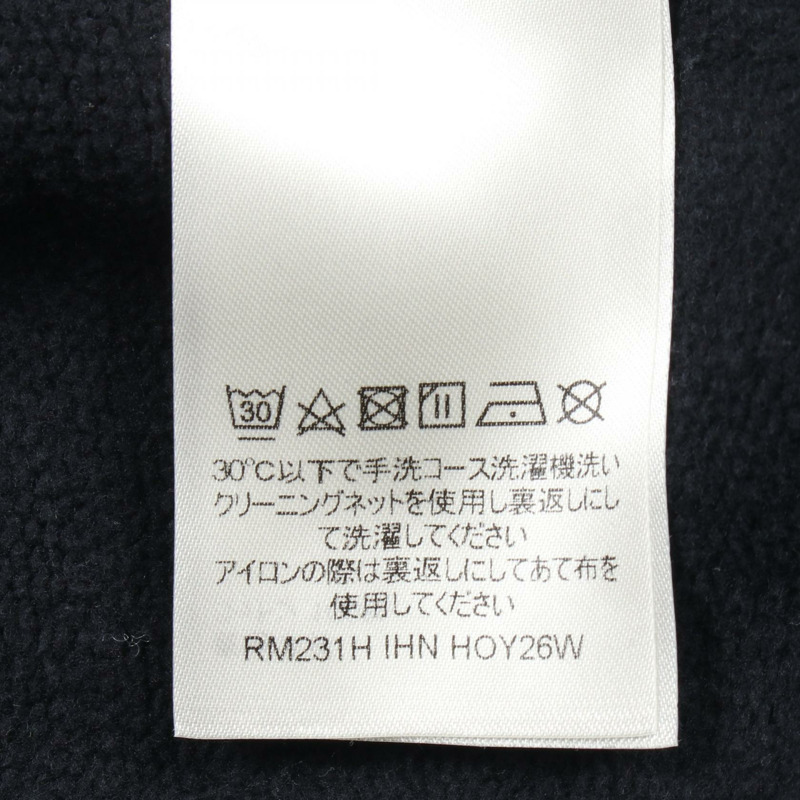 30
30℃以下で手洗コース洗濯機洗い
クリーニングネットを使用し裏返しにし
て洗濯してください
アイロンの際は裏返しにしてあて布を
使用してください
RM231H IHN HOY26W